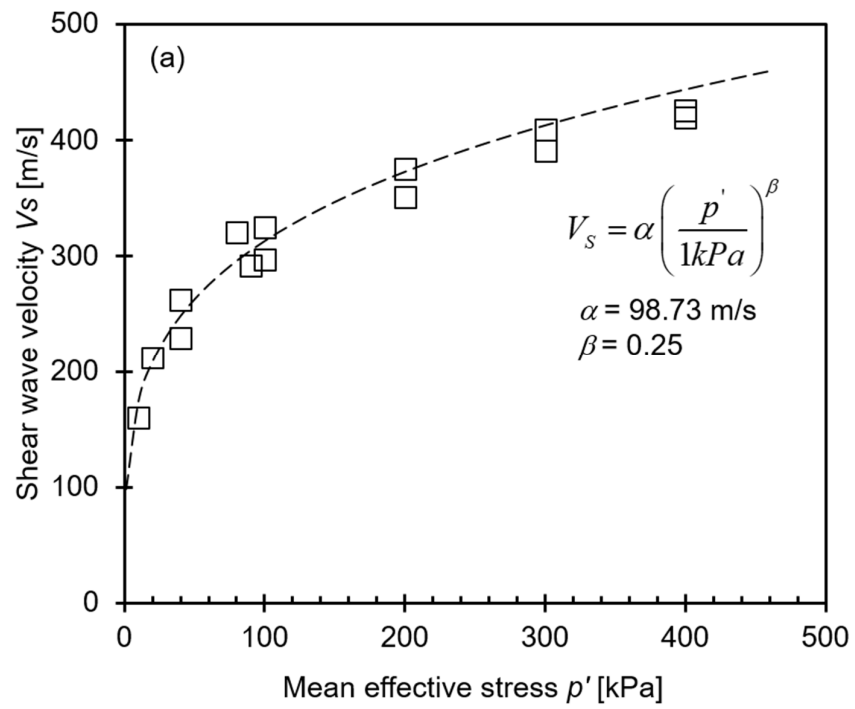 (a)
Shear wave velocity Vs [m/s]
500
400
300
200
100
0
V_S = α(p'/1kPa)^β
α = 98.73 m/s
β = 0.25
0 100 200 300 400 500
Mean effective stress p' [kPa]